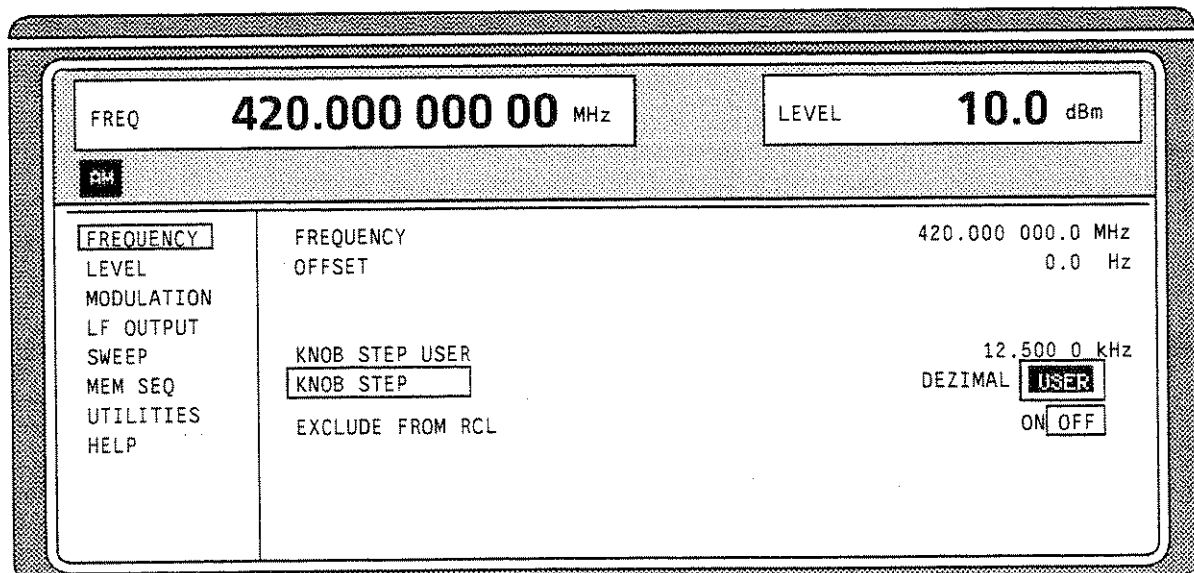 FREQ 420.000 000 00 MHz LEVEL 10.0 dBm
AM
FREQUENCY FREQUENCY 420.000 000.0 MHz
LEVEL OFFSET 0.0 Hz
MODULATION
LF OUTPUT
SWEEP KNOB STEP USER 12.500 0 kHz
MEM SEQ KNOB STEP DEZIMAL USER
UTILITIES EXCLUDE FROM RCL ON OFF
HELP